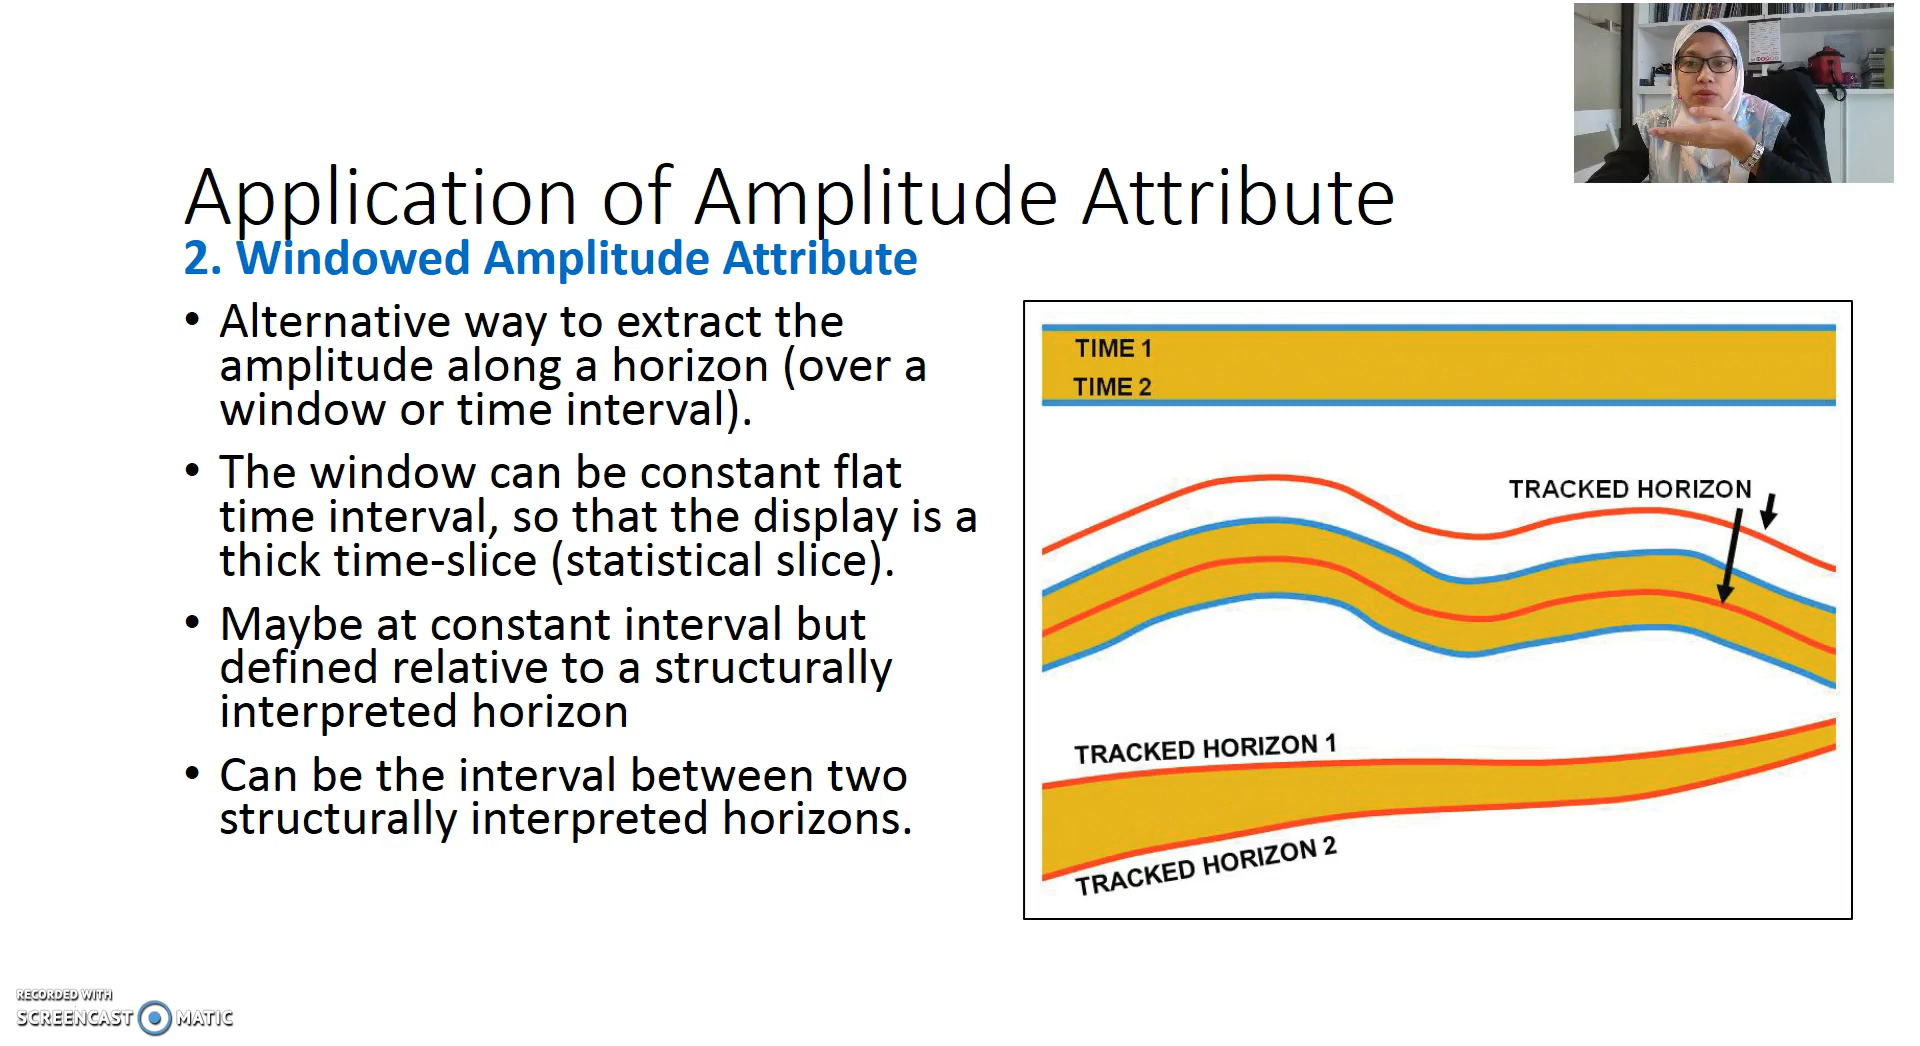 Application of Amplitude Attribute
2. Windowed Amplitude Attribute
• Alternative way to extract the
amplitude along a horizon (over a
window or time interval).
• The window can be constant flat
time interval, so that the display is a
thick time-slice (statistical slice).
• Maybe at constant interval but
defined relative to a structurally
interpreted horizon
• Can be the interval between two
structurally interpreted horizons.
TIME 1
TIME 2
TRACKED HORIZON
TRACKED HORIZON 1
TRACKED HORIZON 2
RECORDED WITH
SCREENCAST MATIC